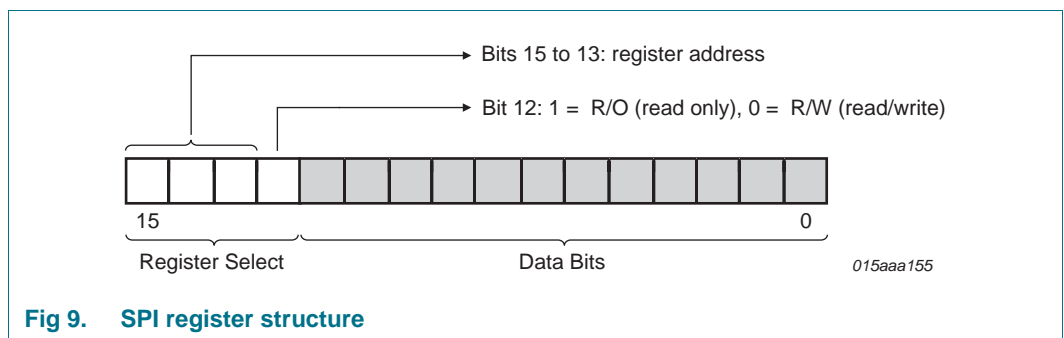 Bits 15 to 13: register address
Bit 12: 1 = R/O (read only), 0 = R/W (read/write)
15 0
Register Select Data Bits
015aaa155
Fig 9. SPI register structure